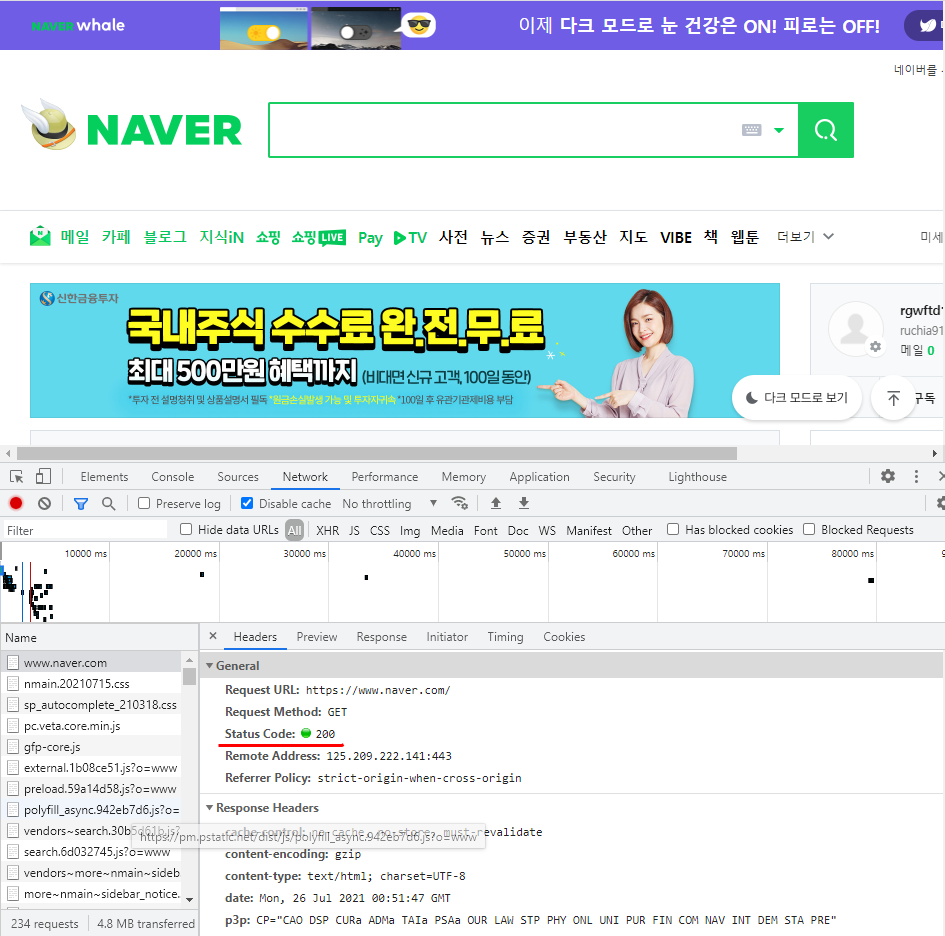 NAVER whale
이제 다크 모드로 눈 건강은 ON! 피로는 OFF!
네이버를
NAVER
메일 카페 블로그 지식iN 쇼핑 쇼핑LIVE Pay TV 사전 뉴스 증권 부동산 지도 VIBE 책 웹툰 더보기 미세
신한금융투자
국내주식 수수료 완.전.무.료
최대 500만원 혜택까지 (비대면 신규 고객, 100일 동안)
*투자 전 설명청취 및 상품설명서 필독 *원금손실발생 가능 및 투자자귀속 *100일 후 유관기관제비용 부담
rgwftd1
ruchia91
메일 0
다크 모드로 보기
구독
Elements Console Sources Network Performance Memory Application Security Lighthouse
Preserve log Disable cache No throttling
Filter Hide data URLs All XHR JS CSS Img Media Font Doc WS Manifest Other Has blocked cookies Blocked Requests
10000 ms 20000 ms 30000 ms 40000 ms 50000 ms 60000 ms 70000 ms 80000 ms 9
Name
www.naver.com
nmain.20210715.css
sp_autocomplete_210318.css
pc.veta.core.min.js
gfp-core.js
external.1b08ce51.js?o=www
preload.59a14d58.js?o=www
polyfill_async.942eb7d6.js?o=
vendors~search.30b5d61b.js?
search.6d032745.js?o=www
vendors~more~nmain~sideb
more~nmain~sidebar_notice.
234 requests 4.8 MB transferred
× Headers Preview Response Initiator Timing Cookies
General
Request URL: https://www.naver.com/
Request Method: GET
Status Code: 200
Remote Address: 125.209.222.141:443
Referrer Policy: strict-origin-when-cross-origin
Response Headers
cache-control: no-cache, no-store, must-revalidate
https://pm.pstatic.net/dist/js/polyfill_async.942eb7d6.js?o=www
content-encoding: gzip
content-type: text/html; charset=UTF-8
date: Mon, 26 Jul 2021 00:51:47 GMT
p3p: CP="CAO DSP CURa ADMa TAIa PSAa OUR LAW STP PHY ONL UNI PUR FIN COM NAV INT DEM STA PRE"